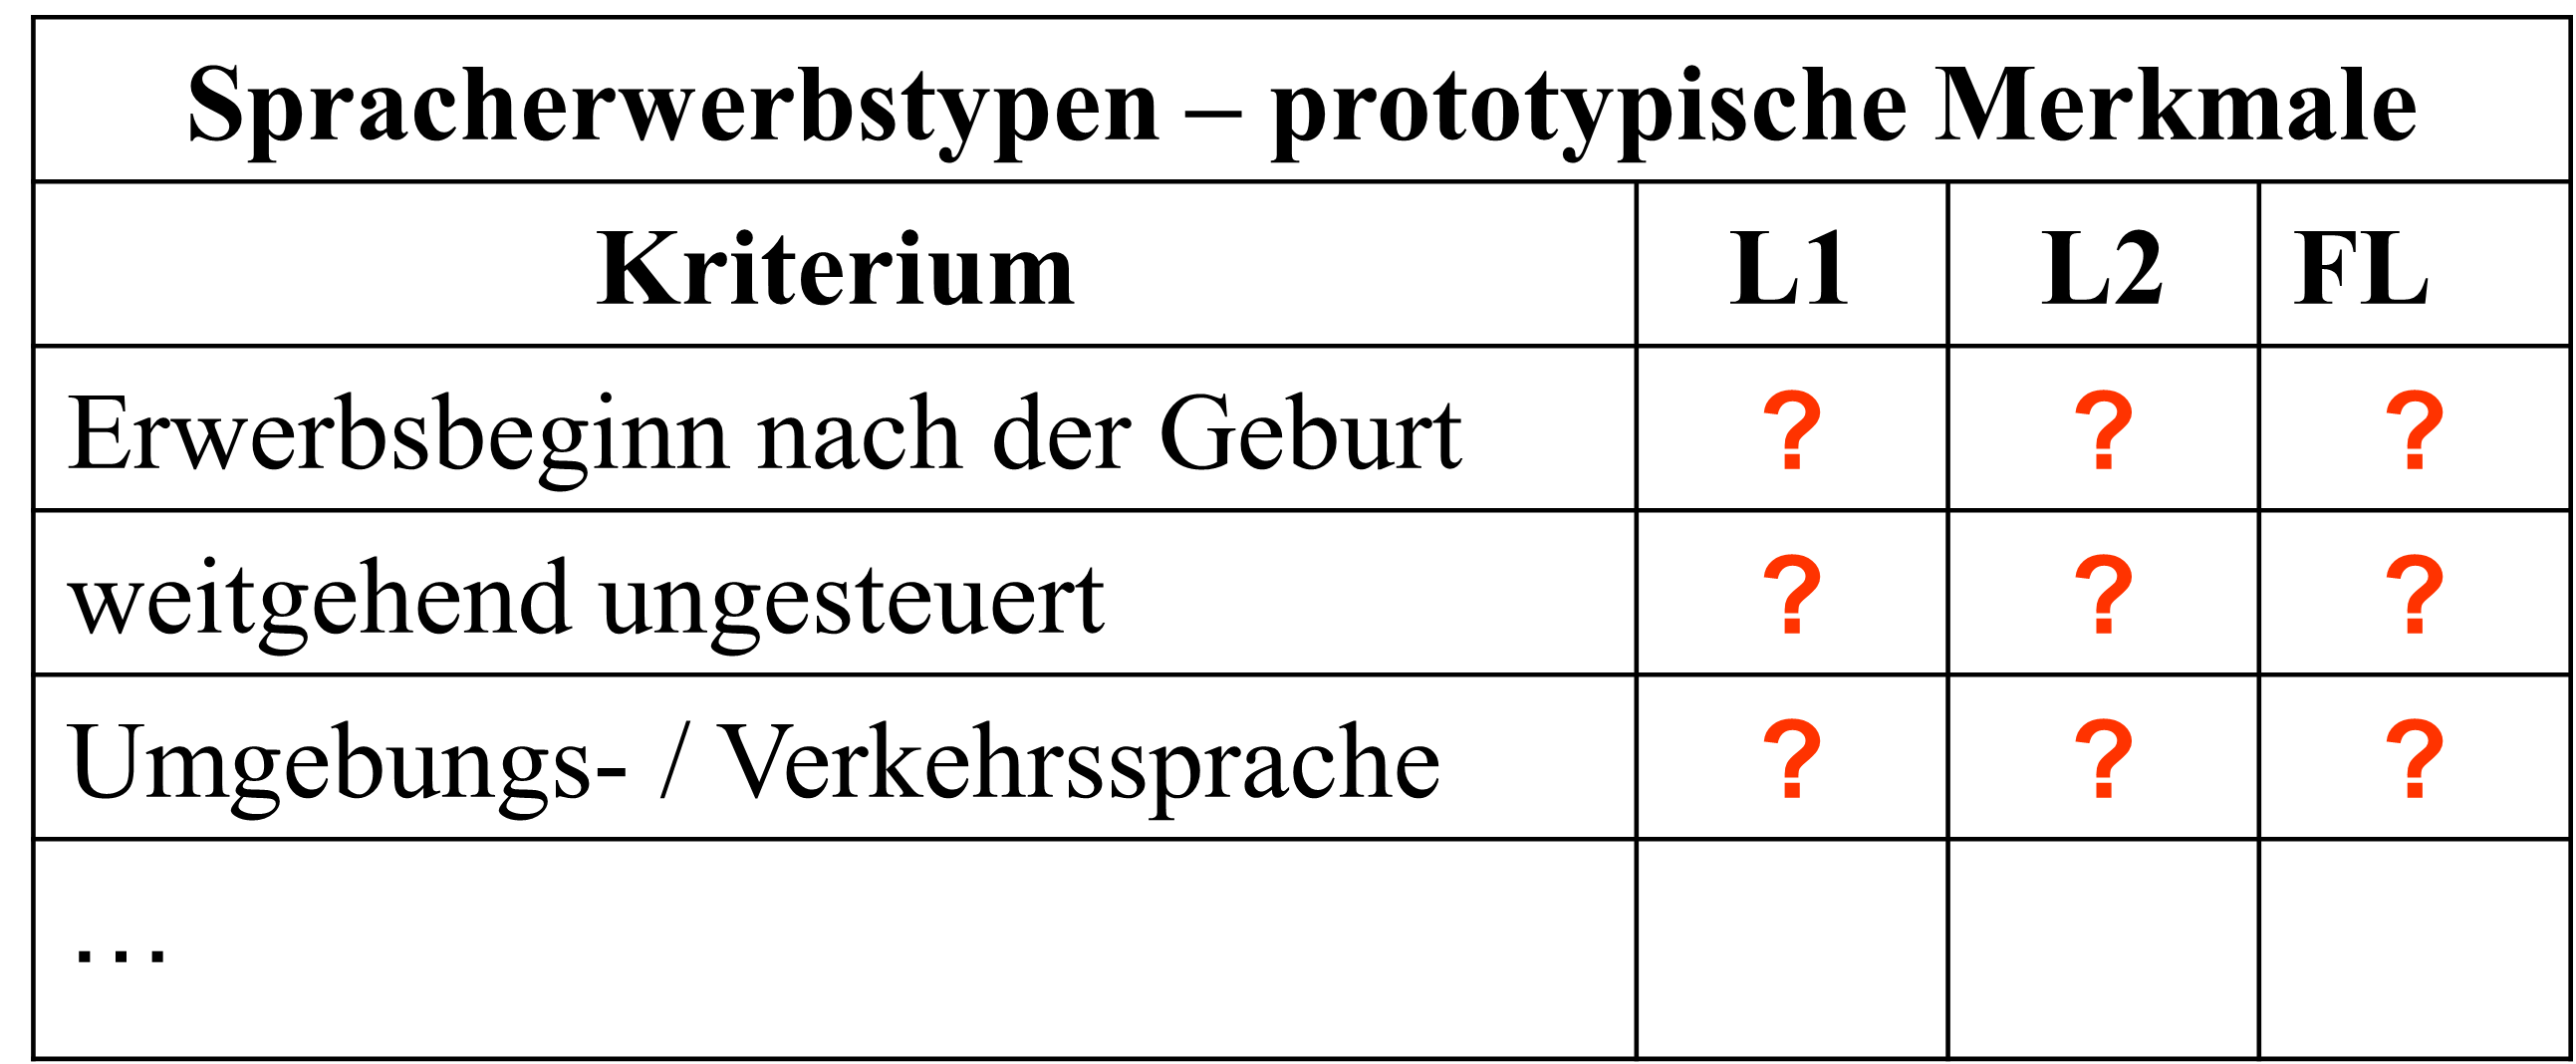 Spracherwerbstypen – prototypische Merkmale
Kriterium L1 L2 FL
Erwerbsbeginn nach der Geburt ? ? ?
weitgehend ungesteuert ? ? ?
Umgebungs- / Verkehrssprache ? ? ?
…